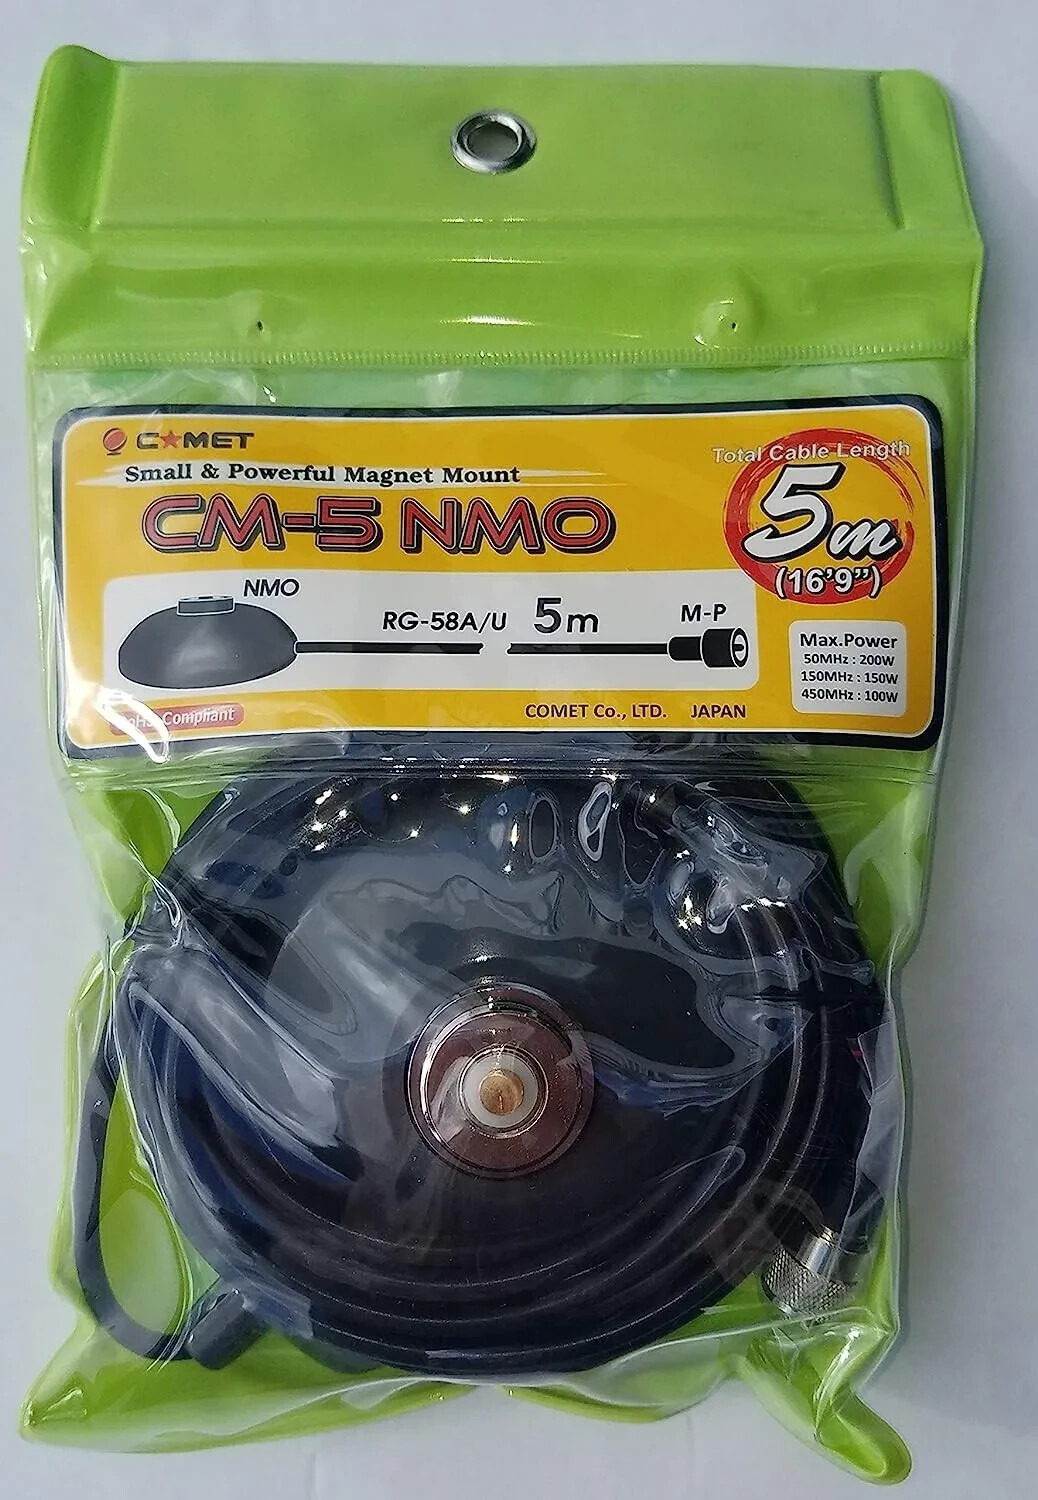 COMET
Small & Powerful Magnet Mount
CM-5 NMO
Total Cable Length
5m
(16'9")
NMO
RG-58A/U 5m
M-P
Max.Power
50MHz : 200W
150MHz : 150W
450MHz : 100W
RoHS Compliant
COMET Co., LTD. JAPAN